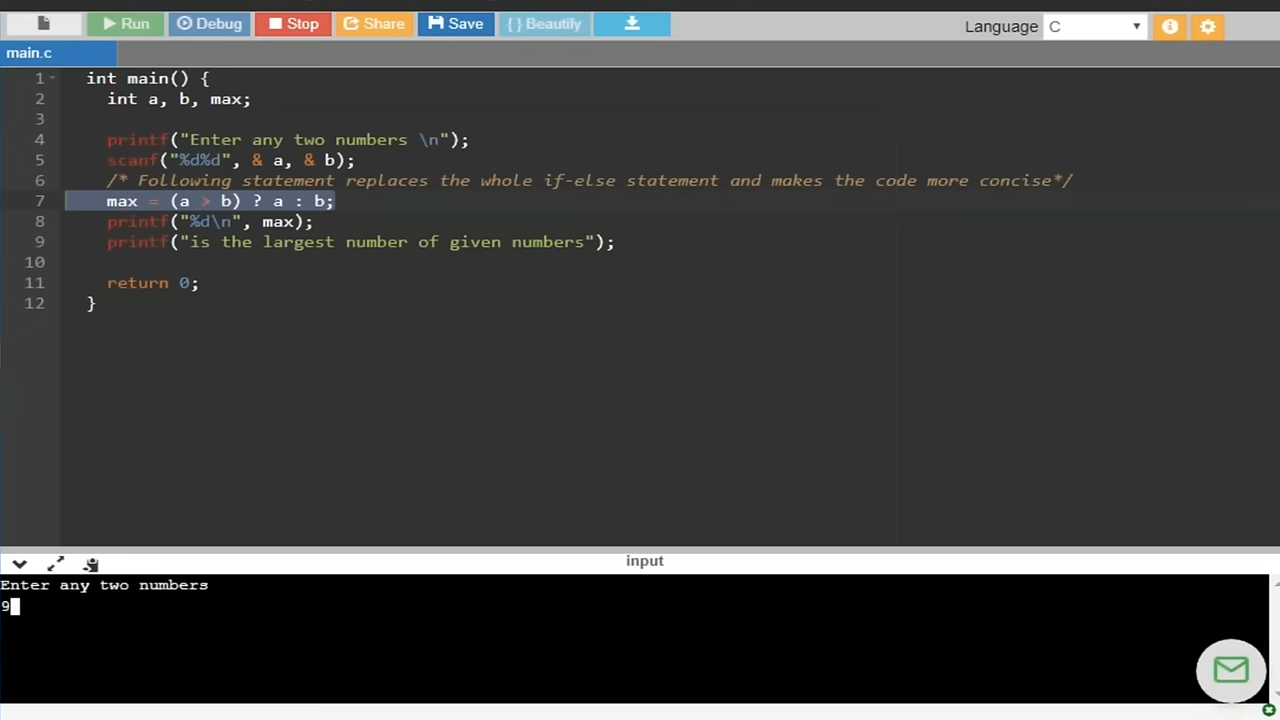 Run Debug Stop Share Save { } Beautify Language C
main.c
1 int main() {
2 int a, b, max;
3
4 printf("Enter any two numbers \n");
5 scanf("%d%d", & a, & b);
6 /* Following statement replaces the whole if-else statement and makes the code more concise*/
7 max = (a > b) ? a : b;
8 printf("%d\n", max);
9 printf("is the largest number of given numbers");
10
11 return 0;
12 }
input
Enter any two numbers
9